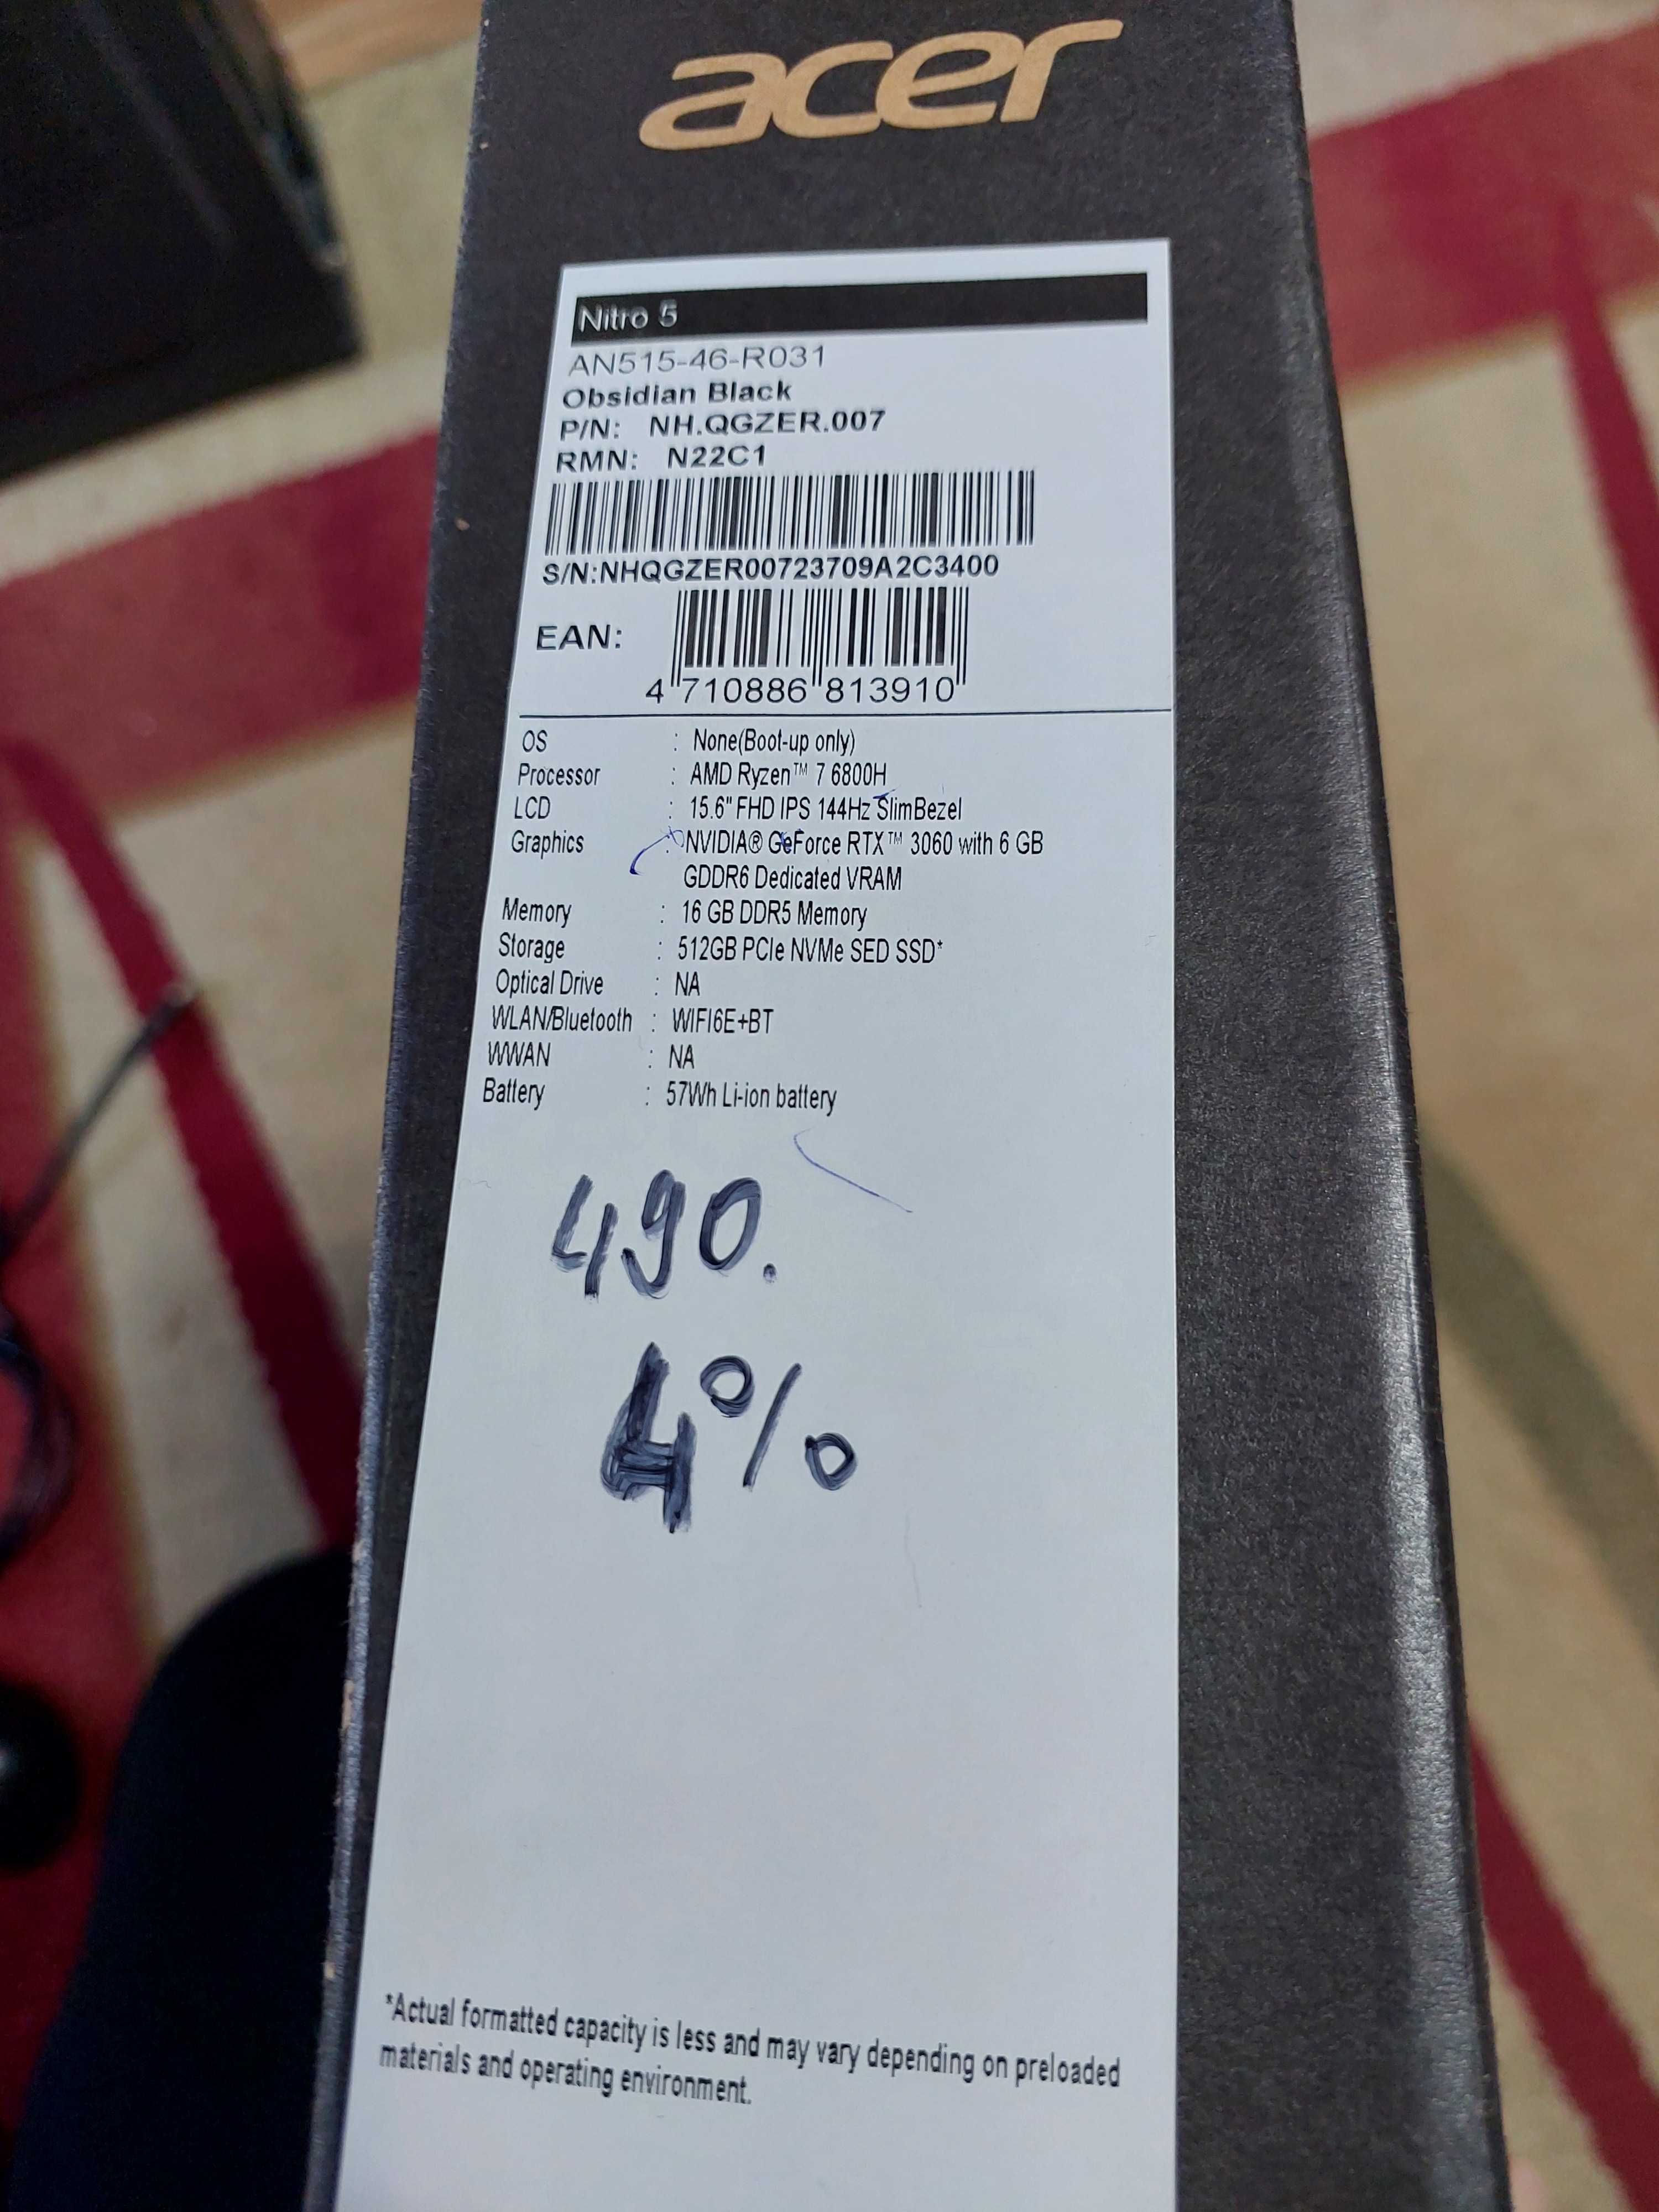 acer
Nitro 5
AN515-46-R031
Obsidian Black
P/N: NH.QGZER.007
RMN: N22C1
S/N:NHQGZER00723709A2C3400
EAN:
4 710886 813910
OS : None(Boot-up only)
Processor : AMD Ryzen™ 7 6800H
LCD : 15.6" FHD IPS 144Hz SlimBezel
Graphics : NVIDIA® GeForce RTX™ 3060 with 6 GB
GDDR6 Dedicated VRAM
Memory : 16 GB DDR5 Memory
Storage : 512GB PCIe NVMe SED SSD*
Optical Drive : NA
WLAN/Bluetooth : WIFI6E+BT
WWAN : NA
Battery : 57Wh Li-ion battery
490.
4%
*Actual formatted capacity is less and may vary depending on preloaded
materials and operating environment.